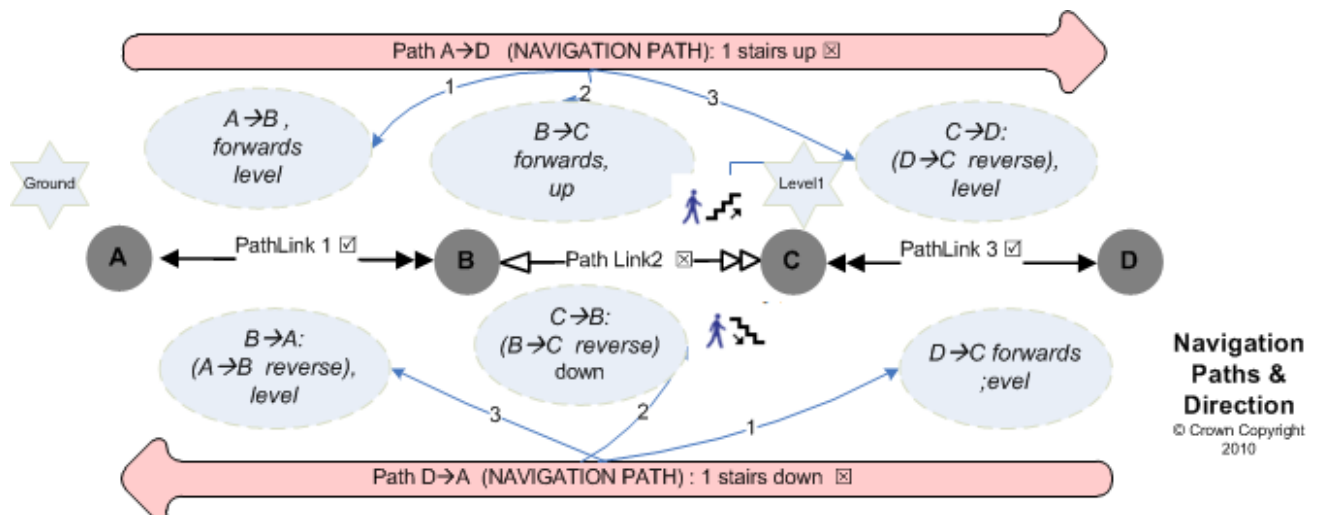 Path A→D (NAVIGATION PATH): 1 stairs up ☒
1
2
3
A→B ,
forwards
level
B→C
forwards,
up
C→D:
(D→C reverse),
level
Ground
Level1
A
PathLink 1 ☑
B
Path Link2 ☒
C
PathLink 3 ☑
D
B→A:
(A→B reverse),
level
C→B:
(B→C reverse)
down
D→C forwards
;evel
3
2
1
Navigation
Paths &
Direction
© Crown Copyright
2010
Path D→A (NAVIGATION PATH) : 1 stairs down ☒